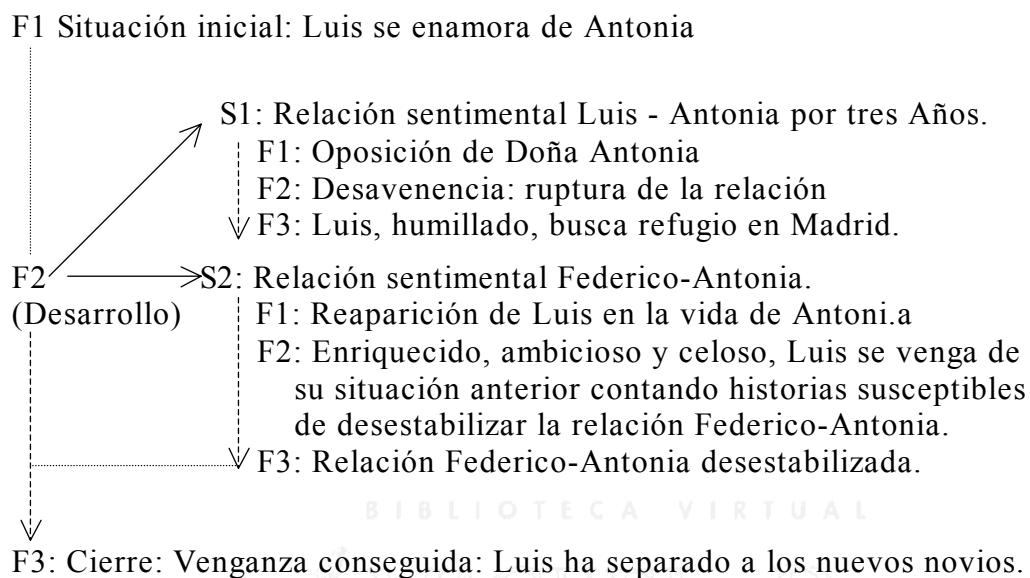 F1 Situación inicial: Luis se enamora de Antonia
S1: Relación sentimental Luis - Antonia por tres Años.
F1: Oposición de Doña Antonia
F2: Desavenencia: ruptura de la relación
F3: Luis, humillado, busca refugio en Madrid.
F2
S2: Relación sentimental Federico-Antonia.
(Desarrollo)
F1: Reaparición de Luis en la vida de Antoni.a
F2: Enriquecido, ambicioso y celoso, Luis se venga de
su situación anterior contando historias susceptibles
de desestabilizar la relación Federico-Antonia.
F3: Relación Federico-Antonia desestabilizada.
BIBLIOTECA VIRTUAL
F3: Cierre: Venganza conseguida: Luis ha separado a los nuevos novios.